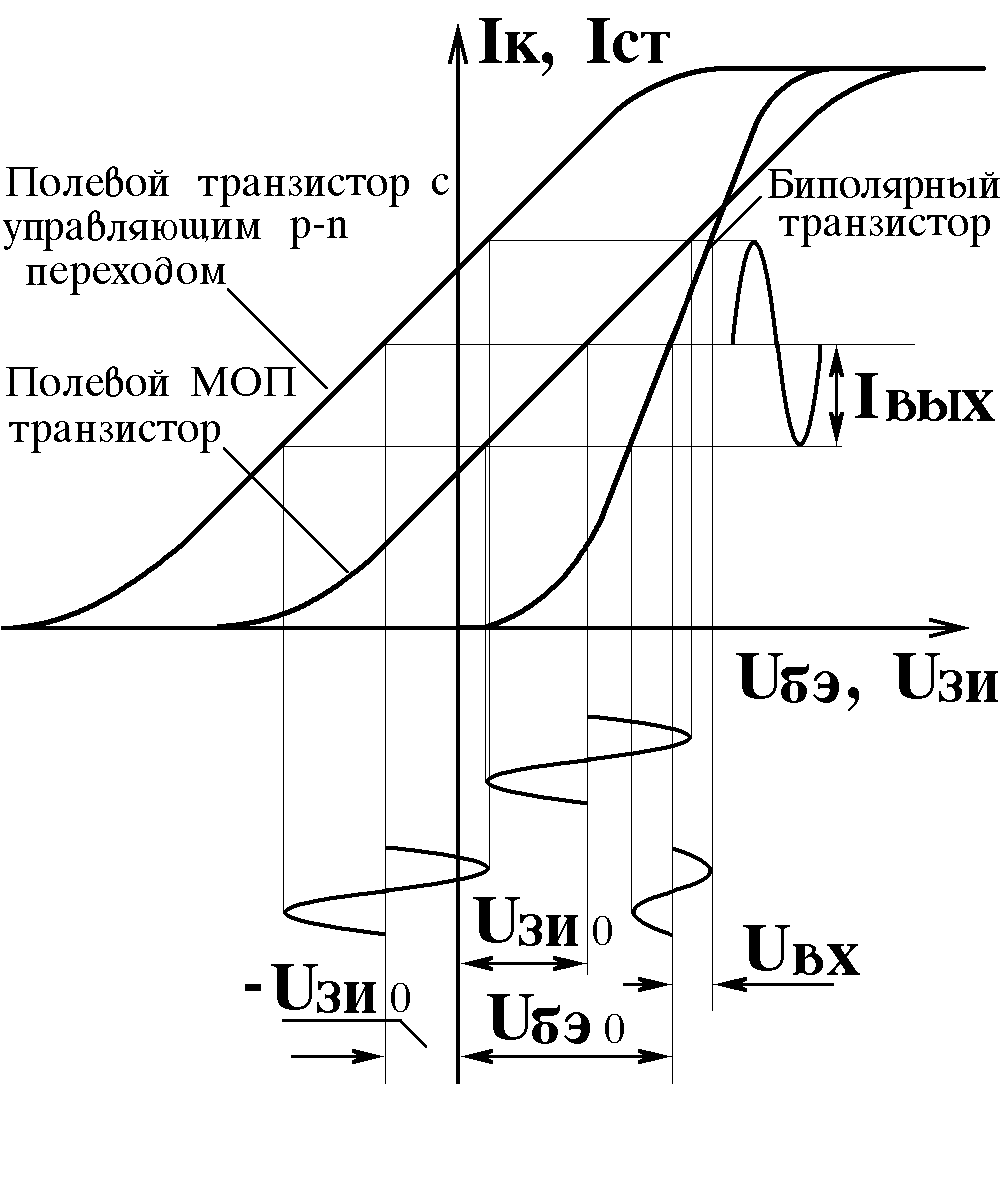 Iк, Iст
Полевой транзистор с
управляющим p-n
переходом
Биполярный
транзистор
Полевой МОП
транзистор
Iвых
Uбэ, Uзи
Uзи 0
Uвх
-Uзи 0
Uбэ 0